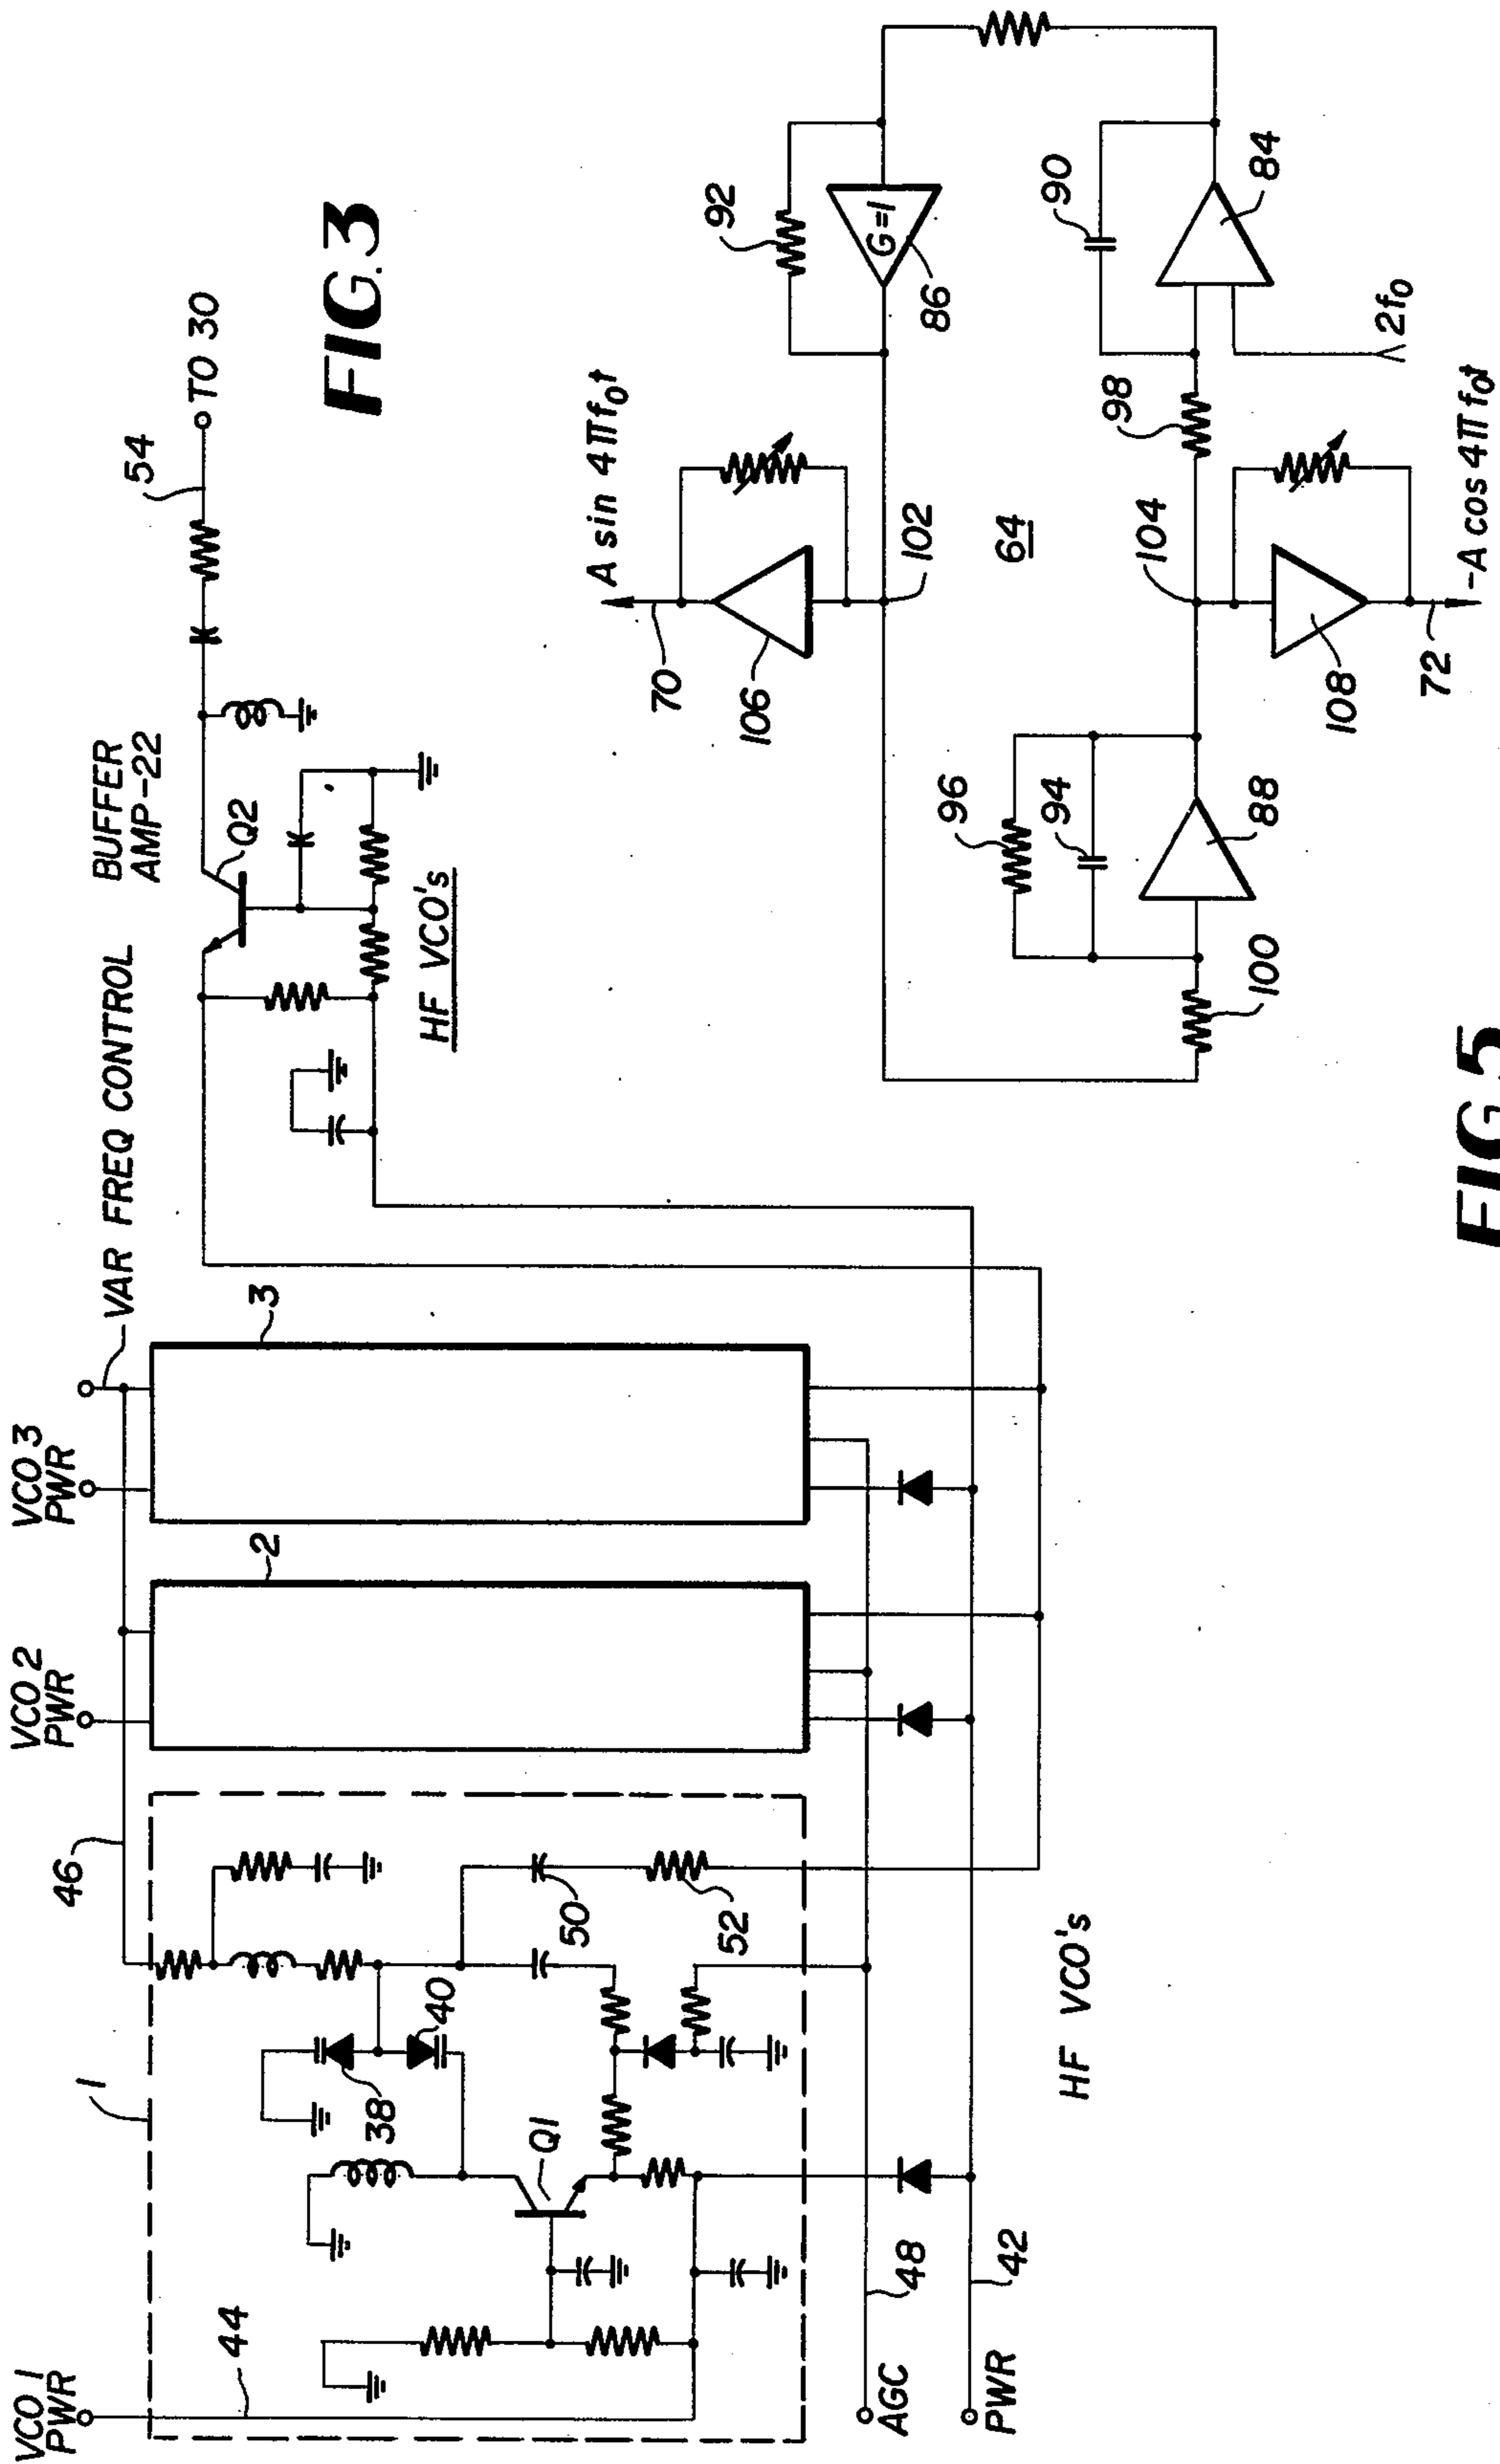 FIG.3
VCO 1
PWR
VCO 2
PWR
VCO 3
PWR
VAR FREQ CONTROL
BUFFER
AMP-22
Q2
54
TO 30
HF VCO's
1
44
46
2
3
38
40
Q1
50
52
AGC
48
PWR
42
HF VCO's
FIG.5
A sin 4πf₀t
70
106
102
92
G=1
86
64
96
94
88
100
104
98
90
84
2f₀
108
72
-A cos 4πf₀t